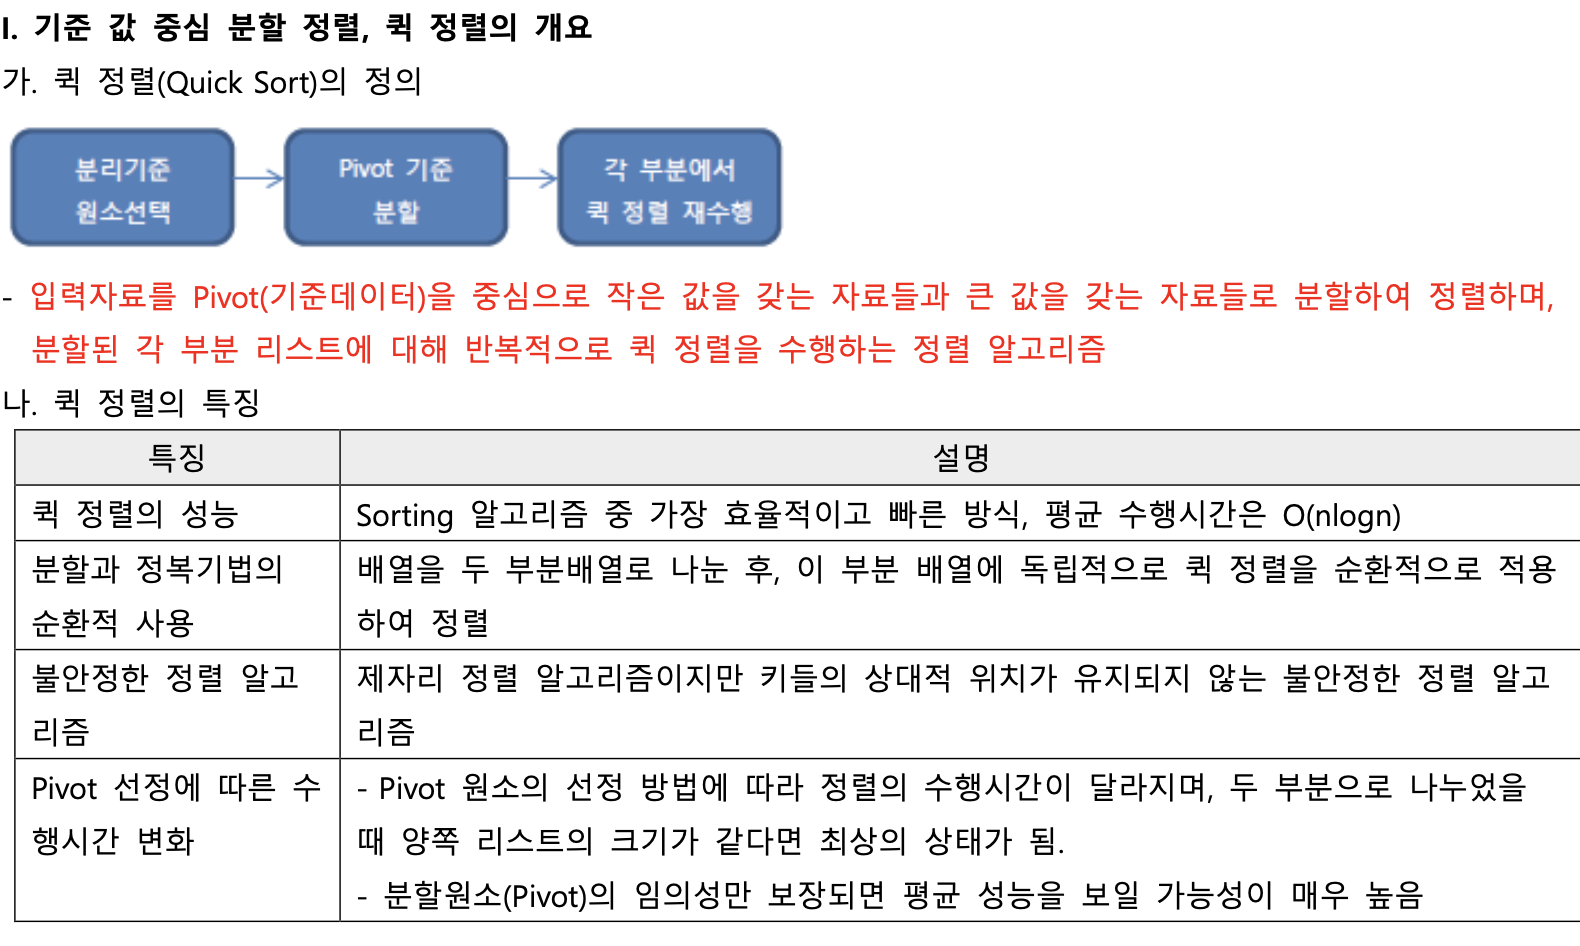 I. 기준 값 중심 분할 정렬, 퀵 정렬의 개요
가. 퀵 정렬(Quick Sort)의 정의
분리기준
원소선택
Pivot 기준
분할
각 부분에서
퀵 정렬 재수행
- 입력자료를 Pivot(기준데이터)을 중심으로 작은 값을 갖는 자료들과 큰 값을 갖는 자료들로 분할하여 정렬하며,
분할된 각 부분 리스트에 대해 반복적으로 퀵 정렬을 수행하는 정렬 알고리즘
나. 퀵 정렬의 특징
특징
설명
퀵 정렬의 성능
Sorting 알고리즘 중 가장 효율적이고 빠른 방식, 평균 수행시간은 O(nlogn)
분할과 정복기법의
순환적 사용
배열을 두 부분배열로 나눈 후, 이 부분 배열에 독립적으로 퀵 정렬을 순환적으로 적용
하여 정렬
불안정한 정렬 알고
리즘
제자리 정렬 알고리즘이지만 키들의 상대적 위치가 유지되지 않는 불안정한 정렬 알고
리즘
Pivot 선정에 따른 수
행시간 변화
- Pivot 원소의 선정 방법에 따라 정렬의 수행시간이 달라지며, 두 부분으로 나누었을
때 양쪽 리스트의 크기가 같다면 최상의 상태가 됨.
- 분할원소(Pivot)의 임의성만 보장되면 평균 성능을 보일 가능성이 매우 높음